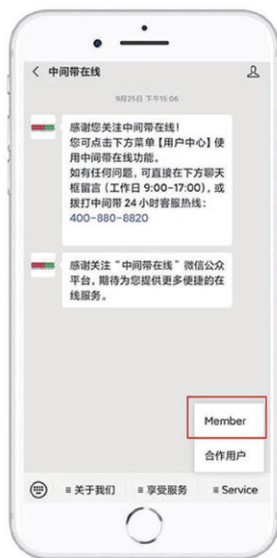 中间带在线
9月25日 下午15:06
感谢您关注中间带在线!
您可点击下方菜单【用户中心】使
用中间带在线功能。
如有任何问题,可直接在下方聊天
框留言(工作日 9:00-17:00),或
拨打中间带 24 小时客服热线:
400-880-8820
感谢关注“中间带在线”微信公众
平台,期待为您提供更多便捷的在
线服务。
Member
合作用户
≡ 关于我们 ≡ 享受服务 ≡ Service